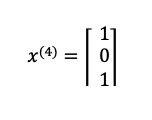 x⁽⁴⁾ = [1
0
1]